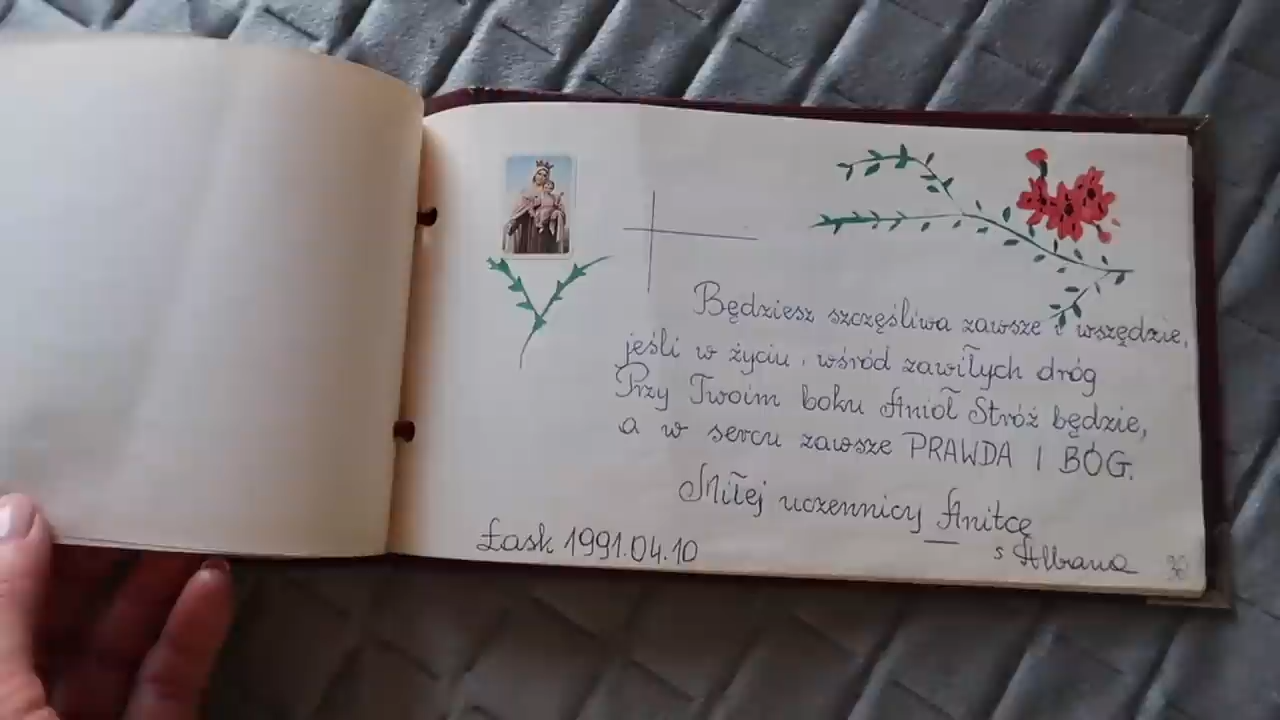 Będziesz szczęśliwa zawsze i wszędzie,
jeśli w życiu, wśród zawiłych dróg
Przy Twoim boku Anioł Stróż będzie,
a w sercu zawsze PRAWDA I BÓG.
Miłej uczennicy Anitcę
s Albana
Łask 1991.04.10